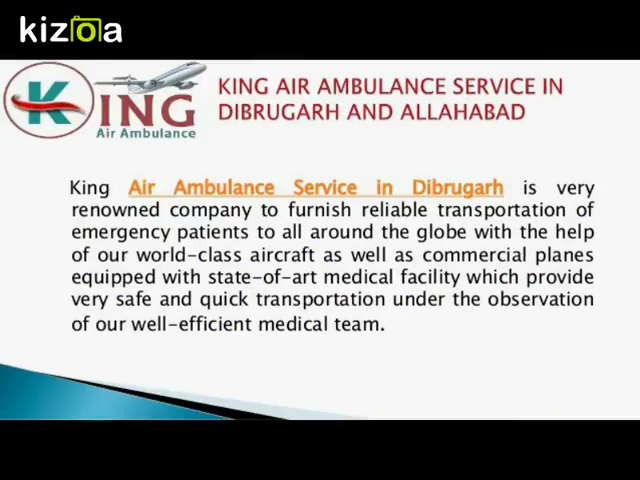 kizoa
KING
Air Ambulance
KING AIR AMBULANCE SERVICE IN
DIBRUGARH AND ALLAHABAD
King Air Ambulance Service in Dibrugarh is very
renowned company to furnish reliable transportation of
emergency patients to all around the globe with the help
of our world-class aircraft as well as commercial planes
equipped with state-of-art medical facility which provide
very safe and quick transportation under the observation
of our well-efficient medical team.